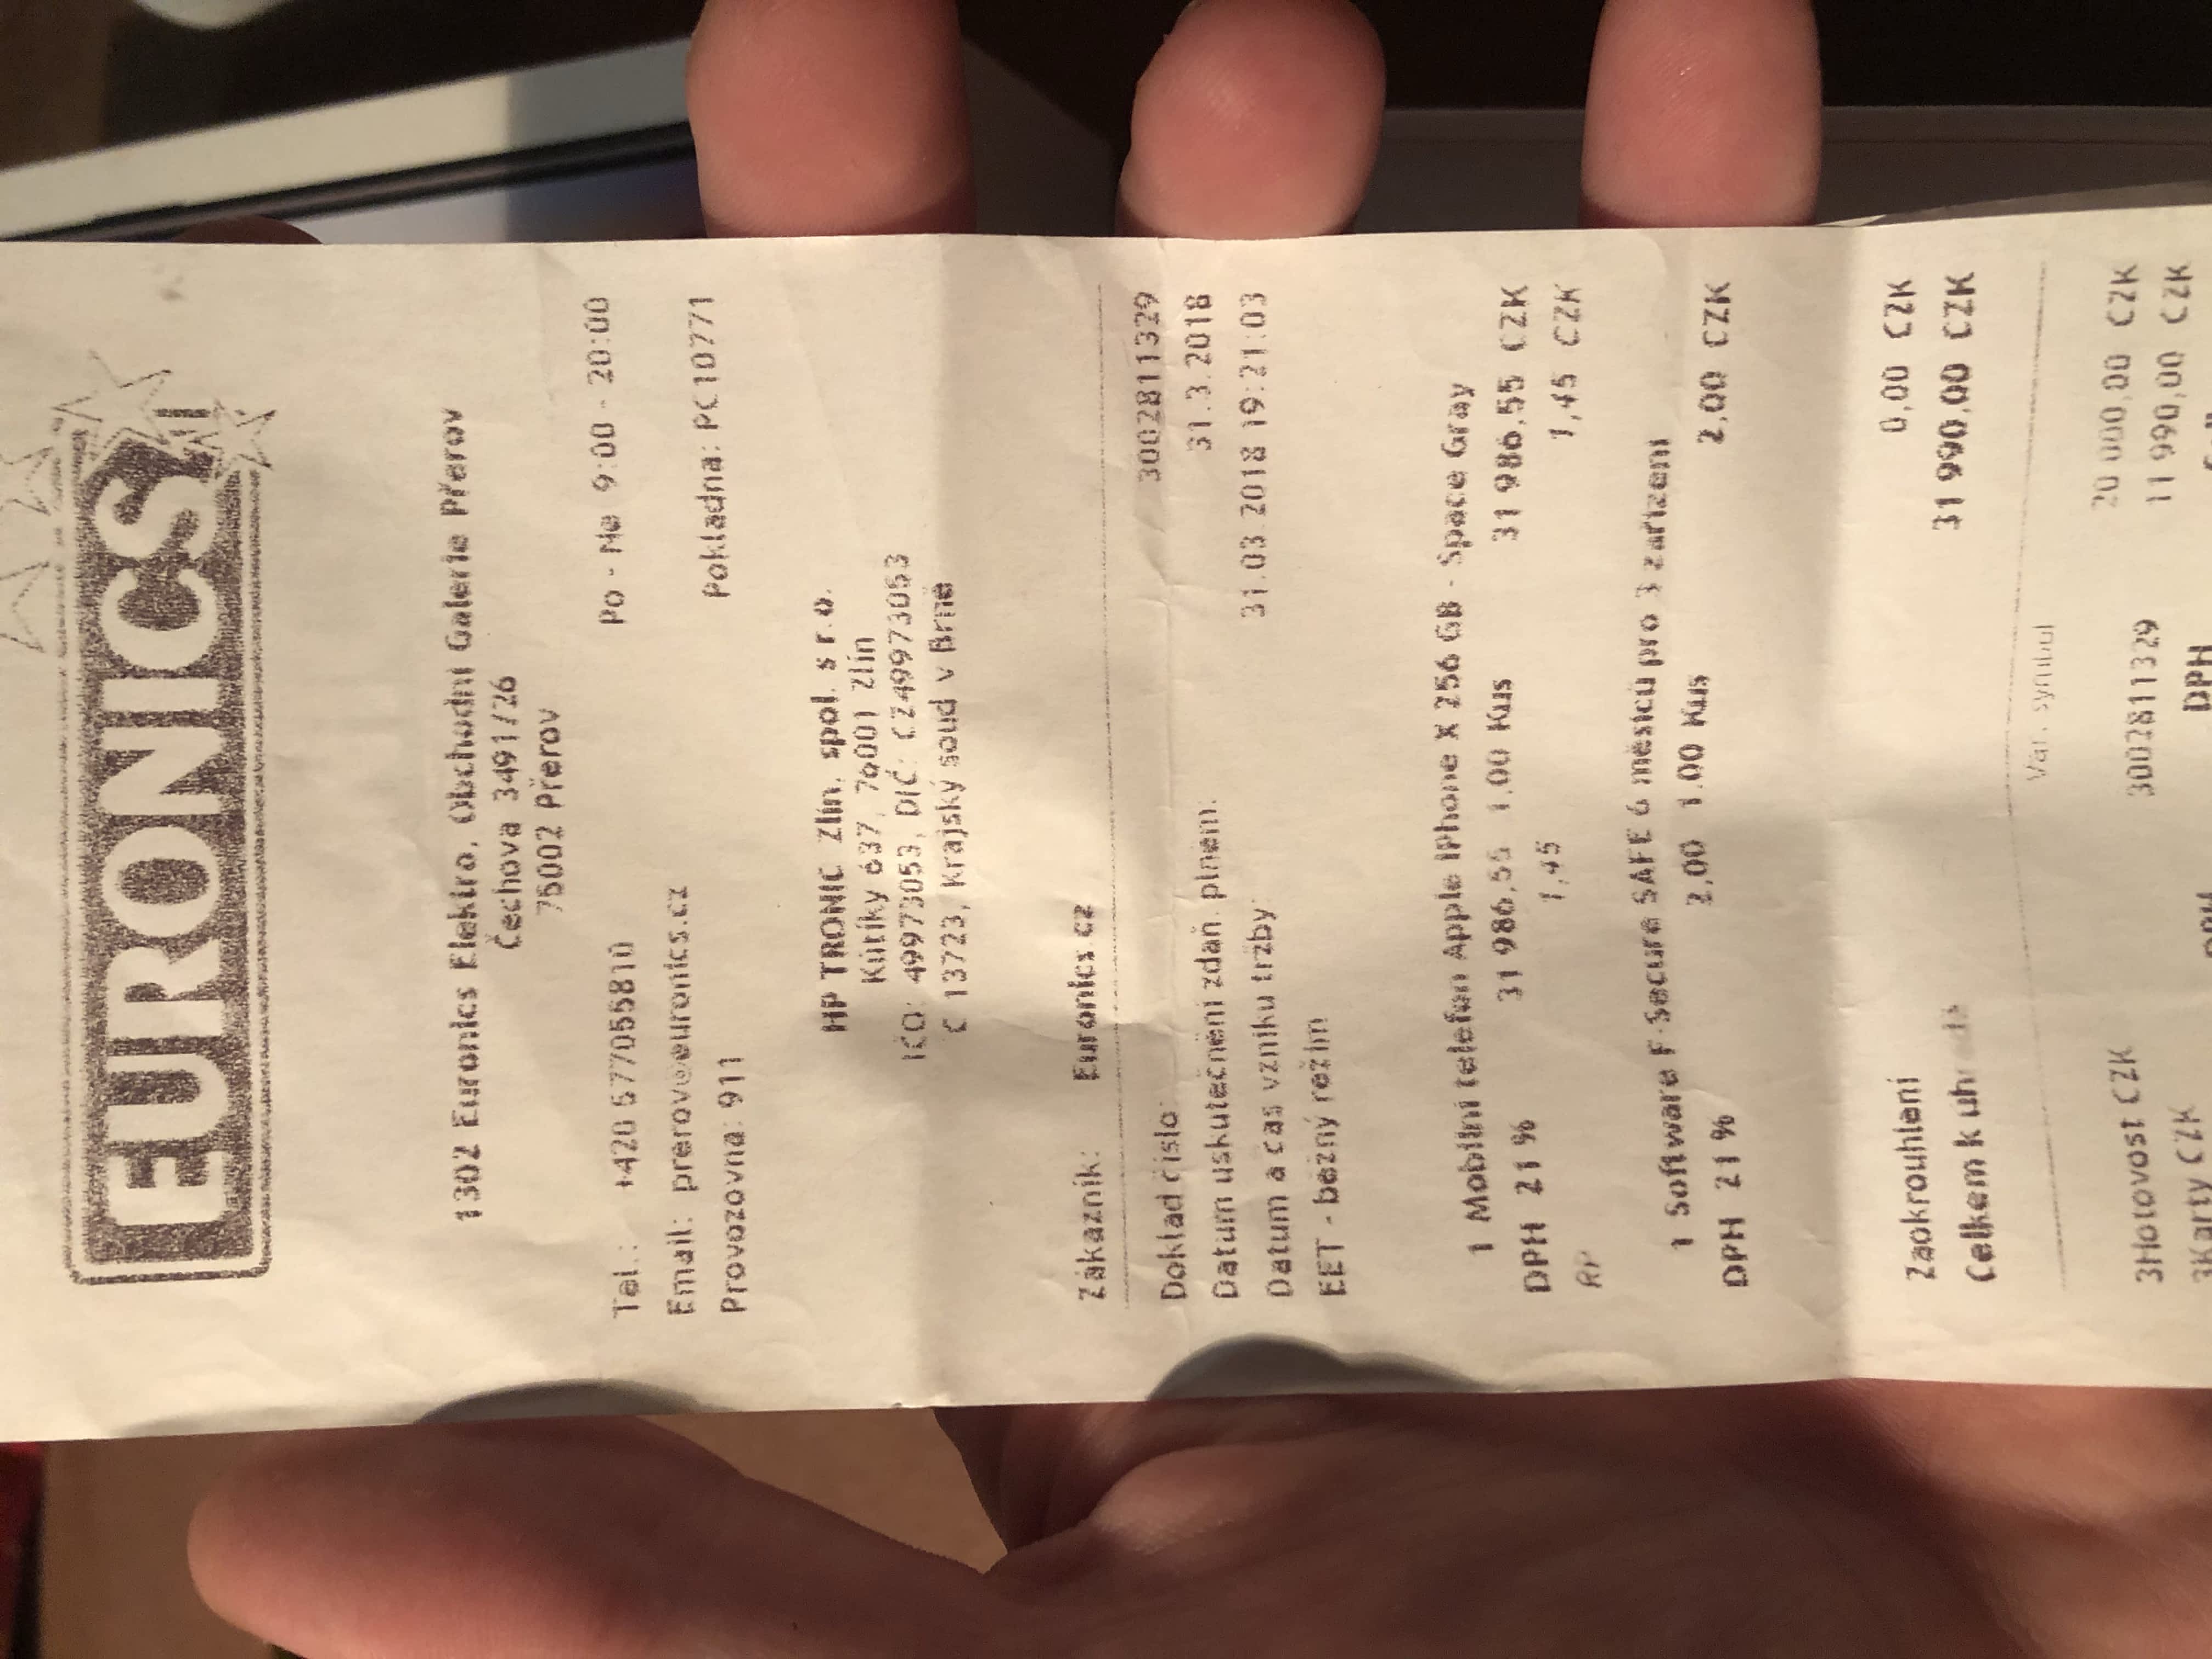 EURONICS
1302 Euronics Elektro, Obchodní Galerie Přerov
Čechova 3491/26
75002 Přerov
Tel.: +420 577055810
Po - Ne 9:00 - 20:00
Email: prerov@euronics.cz
Provozovna: 911
Pokladna: PC10771
HP TRONIC Zlín, spol. s r.o.
Kútiky 637, 76001 Zlín
IČO: 49973053, DIČ: CZ49973053
C 13723, Krajský soud v Brně
Zákazník: Euronics.cz
Doklad číslo: 3002811329
Datum uskutečnění zdaň. plnění: 31.3.2018
Datum a čas vzniku tržby: 31.03.2018 19:21:03
EET - běžný režim
1 Mobilní telefon Apple iPhone X 256 GB - Space Gray
DPH 21 % 31 986,55 1.00 Kus 31 986,55 CZK
RP 1,45 1,45 CZK
1 Software F-Secure SAFE 6 měsíců pro 3 zařízení
DPH 21 % 2,00 1.00 Kus 2,00 CZK
Zaokrouhlení 0,00 CZK
Celkem k úhradě 31 990,00 CZK
Var. symbol
3Hotovost CZK 3002811329 20 000,00 CZK
3Karty CZK 11 990,00 CZK
DPH